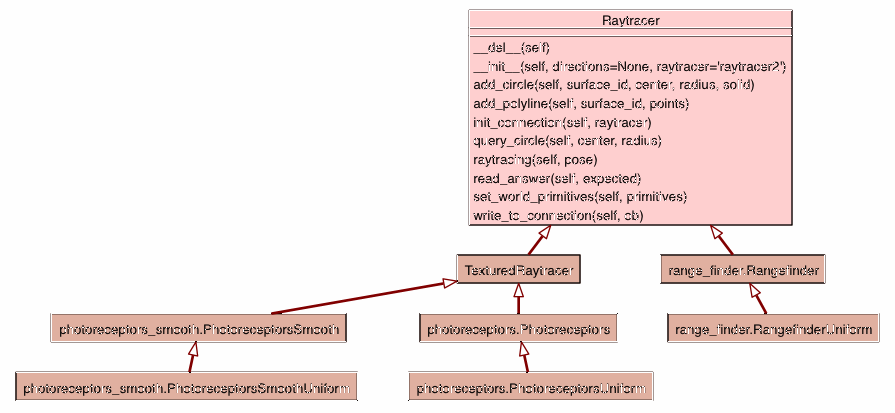 Raytracer
__del__(self)
__init__(self, directions=None, raytracer='raytracer2')
add_circle(self, surface_id, center, radius, solid)
add_polyline(self, surface_id, points)
init_connection(self, raytracer)
query_circle(self, center, radius)
raytracing(self, pose)
read_answer(self, expected)
set_world_primitives(self, primitives)
write_to_connection(self, ob)
TexturedRaytracer
range_finder.Rangefinder
photoreceptors_smooth.PhotoreceptorsSmooth
photoreceptors.Photoreceptors
range_finder.RangefinderUniform
photoreceptors_smooth.PhotoreceptorsSmoothUniform
photoreceptors.PhotoreceptorsUniform